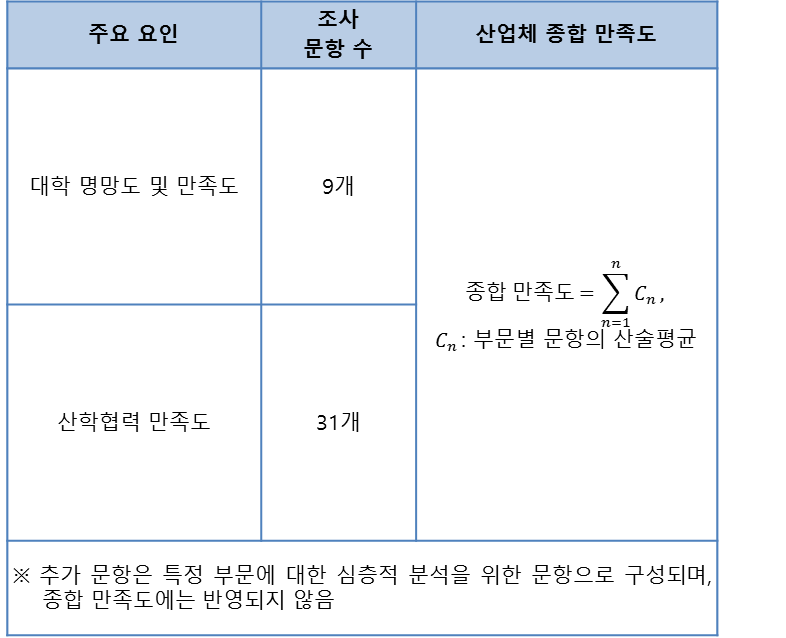 주요 요인
조사
문항 수
산업체 종합 만족도
대학 명망도 및 만족도
9개
종합 만족도 = \sum_{n=1}^{n} C_n ,
C_n : 부문별 문항의 산술평균
산학협력 만족도
31개
※ 추가 문항은 특정 부문에 대한 심층적 분석을 위한 문항으로 구성되며,
종합 만족도에는 반영되지 않음